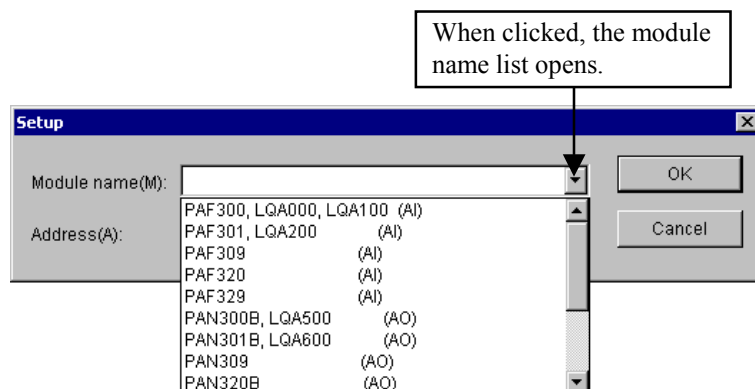 When clicked, the module
name list opens.
Setup
Module name(M):
OK
Address(A):
Cancel
PAF300, LQA000, LQA100 (AI)
PAF301, LQA200 (AI)
PAF309 (AI)
PAF320 (AI)
PAF329 (AI)
PAN300B, LQA500 (AO)
PAN301B, LQA600 (AO)
PAN309 (AO)
PAN320B (AO)